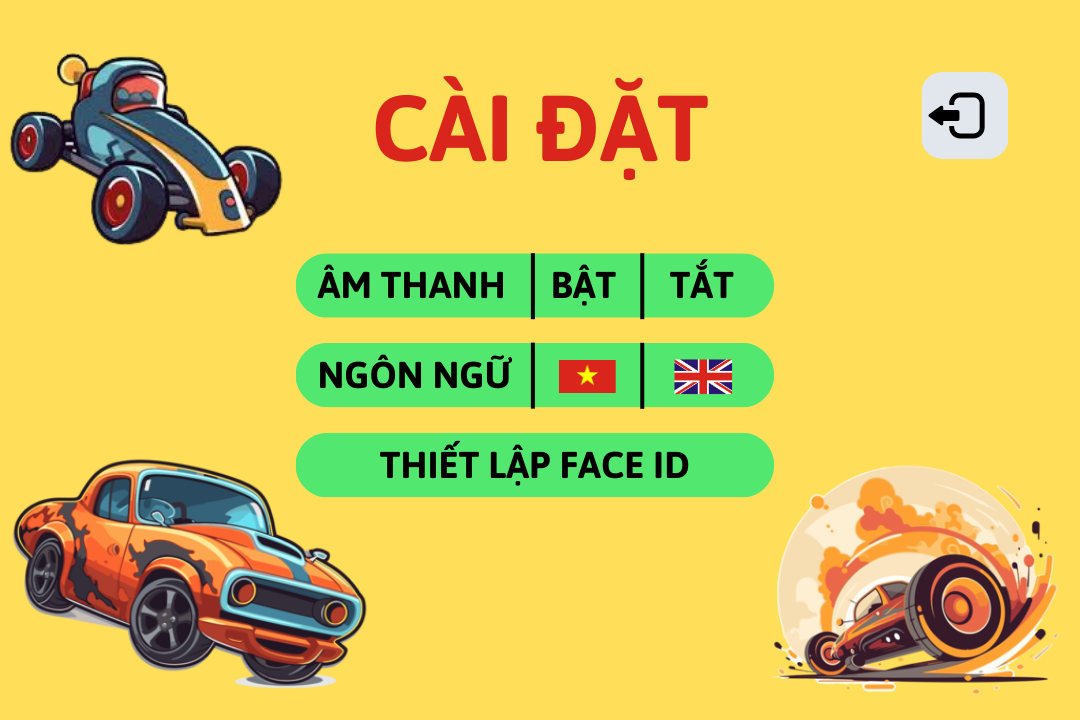 CÀI ĐẶT
ÂM THANH BẬT TẮT
NGÔN NGỮ
THIẾT LẬP FACE ID